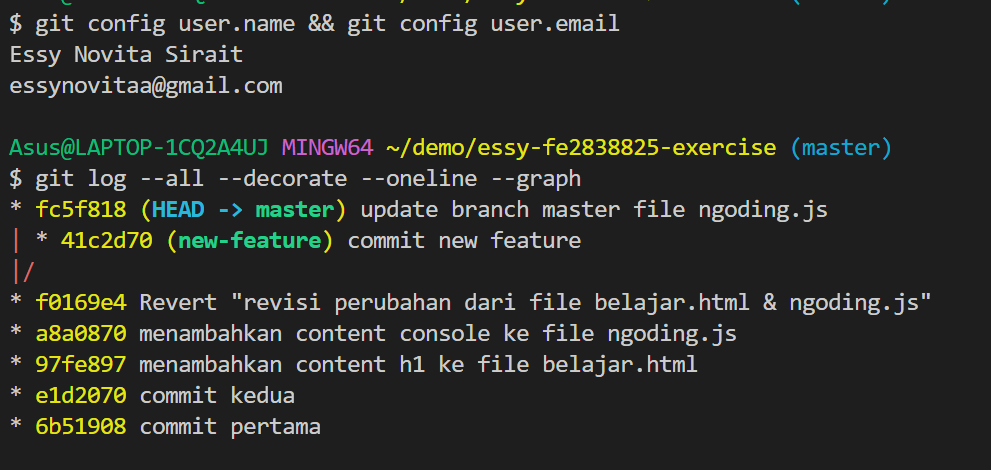 $ git config user.name && git config user.email
Essy Novita Sirait
essynovitaa@gmail.com
Asus@LAPTOP-1CQ2A4UJ MINGW64 ~/demo/essy-fe2838825-exercise (master)
$ git log --all --decorate --oneline --graph
* fc5f818 (HEAD -> master) update branch master file ngoding.js
| * 41c2d70 (new-feature) commit new feature
|/
* f0169e4 Revert "revisi perubahan dari file belajar.html & ngoding.js"
* a8a0870 menambahkan content console ke file ngoding.js
* 97fe897 menambahkan content h1 ke file belajar.html
* e1d2070 commit kedua
* 6b51908 commit pertama